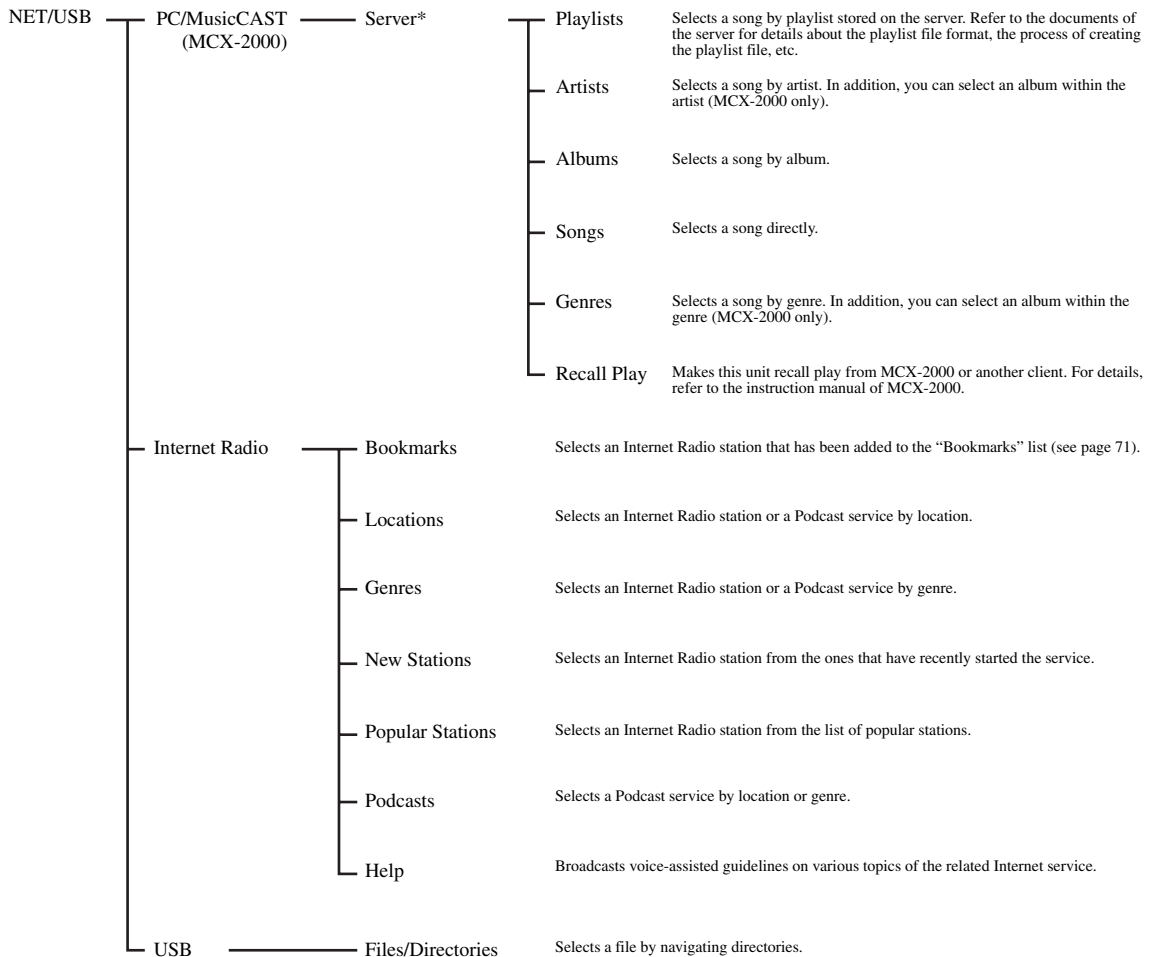 NET/USB
PC/MusicCAST
(MCX-2000)
Server*
Playlists
Selects a song by playlist stored on the server. Refer to the documents of
the server for details about the playlist file format, the process of creating
the playlist file, etc.
Artists
Selects a song by artist. In addition, you can select an album within the
artist (MCX-2000 only).
Albums
Selects a song by album.
Songs
Selects a song directly.
Genres
Selects a song by genre. In addition, you can select an album within the
genre (MCX-2000 only).
Recall Play
Makes this unit recall play from MCX-2000 or another client. For details,
refer to the instruction manual of MCX-2000.
Internet Radio
Bookmarks
Selects an Internet Radio station that has been added to the “Bookmarks” list (see page 71).
Locations
Selects an Internet Radio station or a Podcast service by location.
Genres
Selects an Internet Radio station or a Podcast service by genre.
New Stations
Selects an Internet Radio station from the ones that have recently started the service.
Popular Stations
Selects an Internet Radio station from the list of popular stations.
Podcasts
Selects a Podcast service by location or genre.
Help
Broadcasts voice-assisted guidelines on various topics of the related Internet service.
USB
Files/Directories
Selects a file by navigating directories.